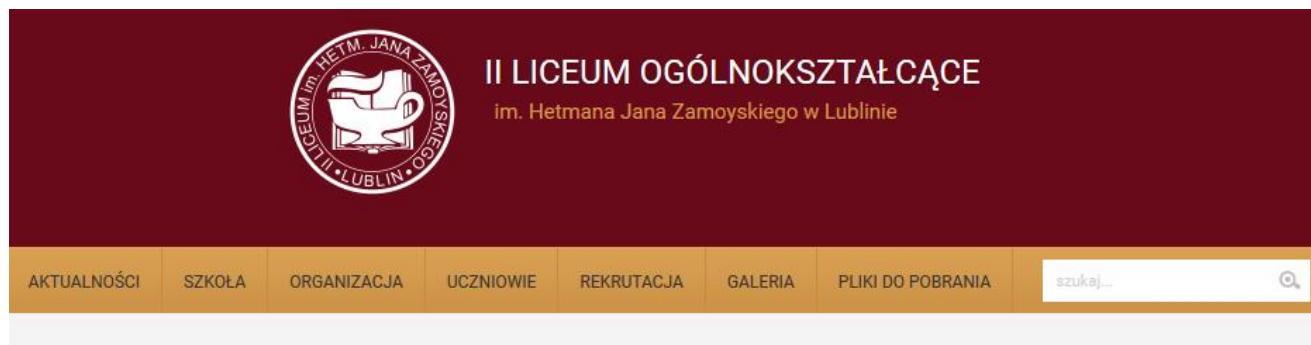 II LICEUM im. HETM. JANA ZAMOYSKIEGO
•LUBLIN•
II LICEUM OGÓLNOKSZTAŁCĄCE
im. Hetmana Jana Zamoyskiego w Lublinie
AKTUALNOŚCI SZKOŁA ORGANIZACJA UCZNIOWIE REKRUTACJA GALERIA PLIKI DO POBRANIA szukaj...